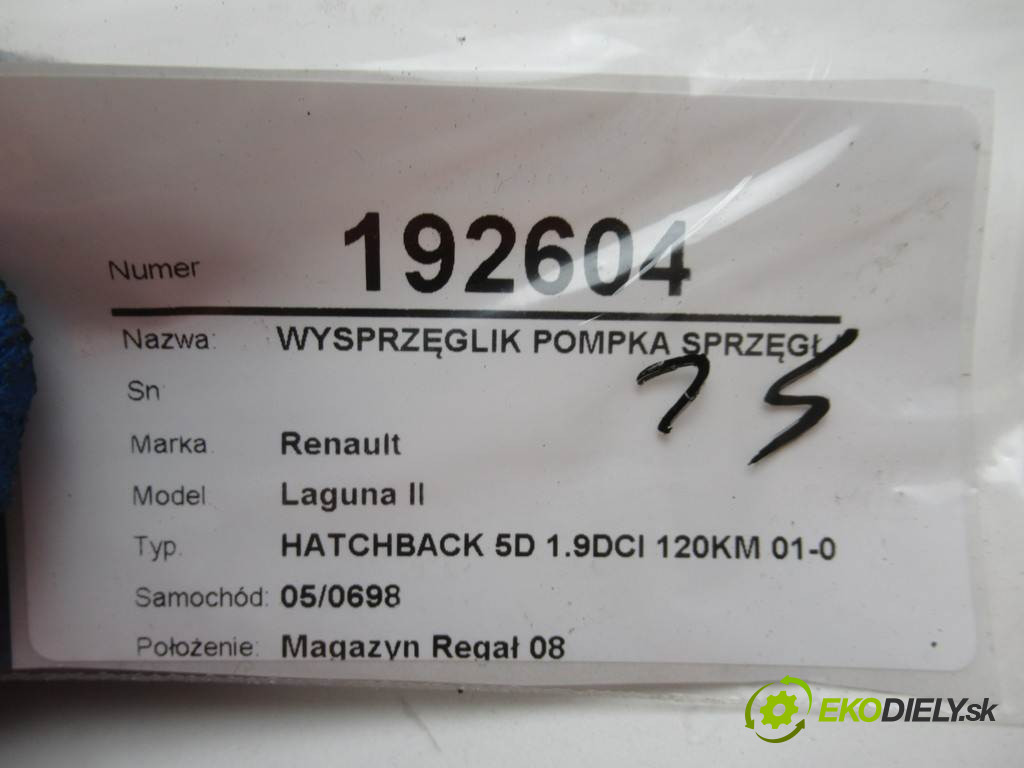 Numer 192604
Nazwa: WYSPRZĘGLIK POMPKA SPRZĘGŁ
Sn
Marka. Renault
Model Laguna II
Typ. HATCHBACK 5D 1.9DCI 120KM 01-0
Samochód: 05/0698
Położenie: Magazyn Regał 08
EKODIELY.sk